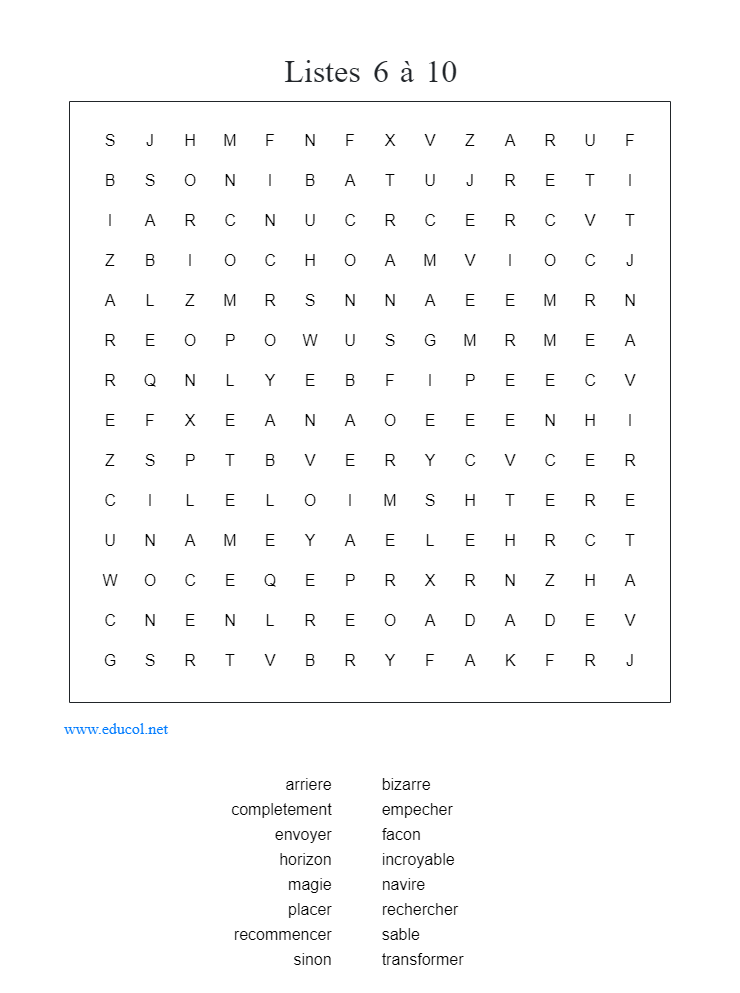 Listes 6 à 10
S J H M F N F X V Z A R U F
B S O N I B A T U J R E T I
I A R C N U C R C E R C V T
Z B I O C H O A M V I O C J
A L Z M R S N N A E E M R N
R E O P O W U S G M R M E A
R Q N L Y E B F I P E E C V
E F X E A N A O E E E N H I
Z S P T B V E R Y C V C E R
C I L E L O I M S H T E R E
U N A M E Y A E L E H R C T
W O C E Q E P R X R N Z H A
C N E N L R E O A D A D E V
G S R T V B R Y F A K F R J
www.educol.net
arriere bizarre
completement empecher
envoyer facon
horizon incroyable
magie navire
placer rechercher
recommencer sable
sinon transformer